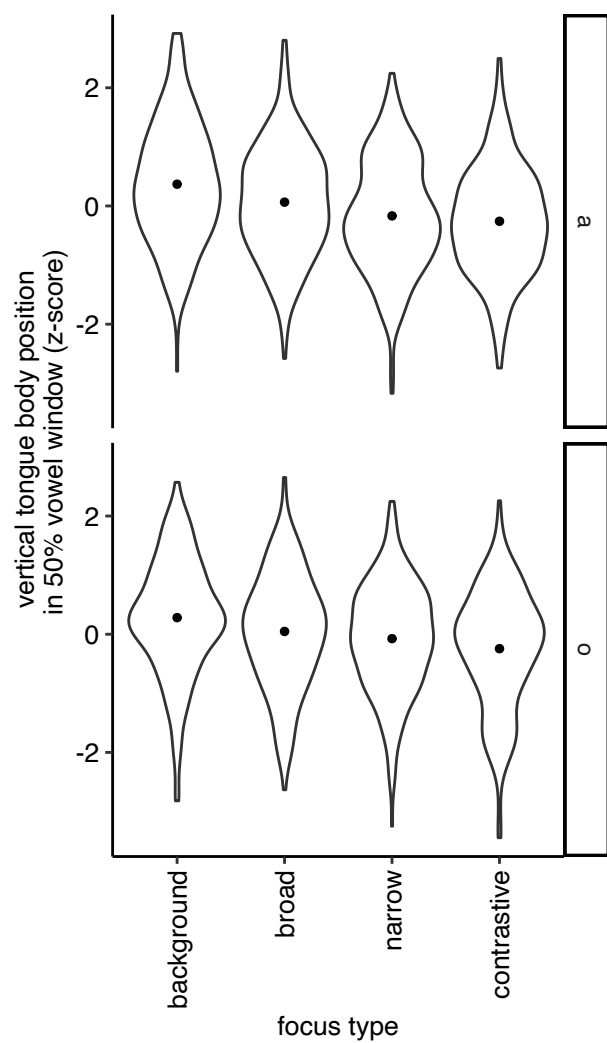 vertical tongue body position
in 50% vowel window (z-score)
2
0
-2
a
2
0
-2
o
background
broad
narrow
contrastive
focus type